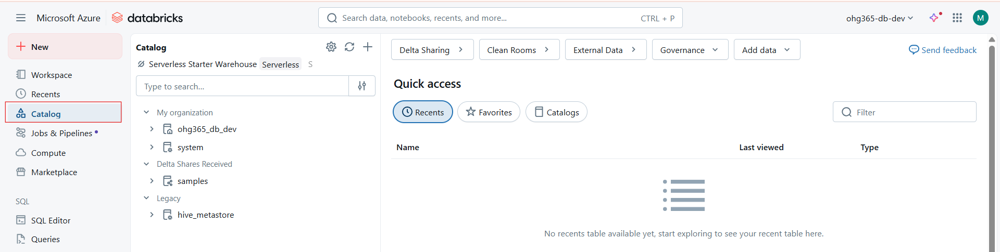 Microsoft Azure databricks
Search data, notebooks, recents, and more... CTRL + P
ohg365-db-dev
M
New
Workspace
Recents
Catalog
Jobs & Pipelines
Compute
Marketplace
SQL
SQL Editor
Queries
Catalog
Serverless Starter Warehouse Serverless S
Type to search...
My organization
ohg365_db_dev
system
Delta Shares Received
samples
Legacy
hive_metastore
Delta Sharing Clean Rooms External Data Governance Add data
Send feedback
Quick access
Recents Favorites Catalogs
Filter
Name Last viewed Type
No recents table available yet, start exploring to see your recent table here.